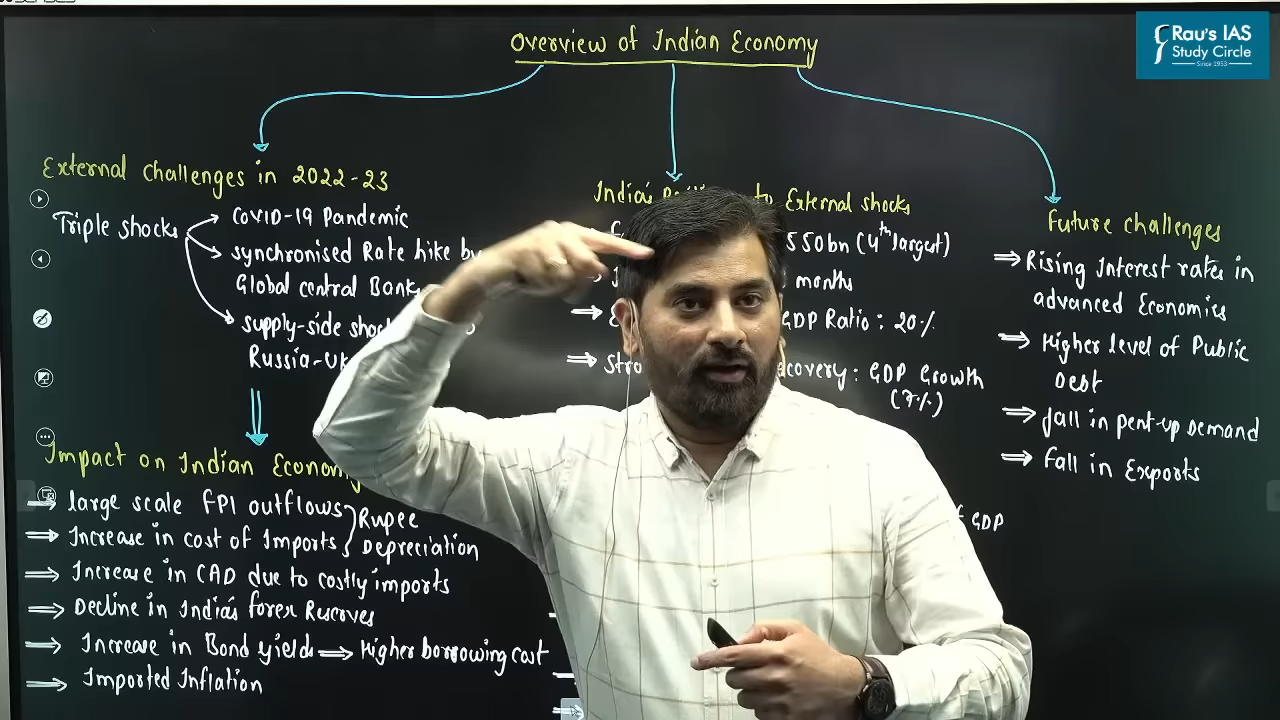 Overview of Indian Economy
Rau's IAS
Study Circle
Since 1953
External challenges in 2022-23
Triple shocks
COVID-19 Pandemic
synchronised Rate hike by
Global central Bank
supply-side
Russia-
Impact on Indian Economy
large scale FPI outflows
Increase in cost of Imports
Rupee
Depreciation
Increase in CAD due to costly imports
Decline in India's forex Reserves
Increase in Bond yields ⇒ Higher borrowing cost
Imported Inflation
India's to External shocks
550bn (4th largest)
months
GDP Ratio: 20%
GDP Growth
(7%)
GDP
Future challenges
Rising Interest rates in
advanced Economies
Higher level of Public
Debt
fall in pent-up Demand
Fall in Exports